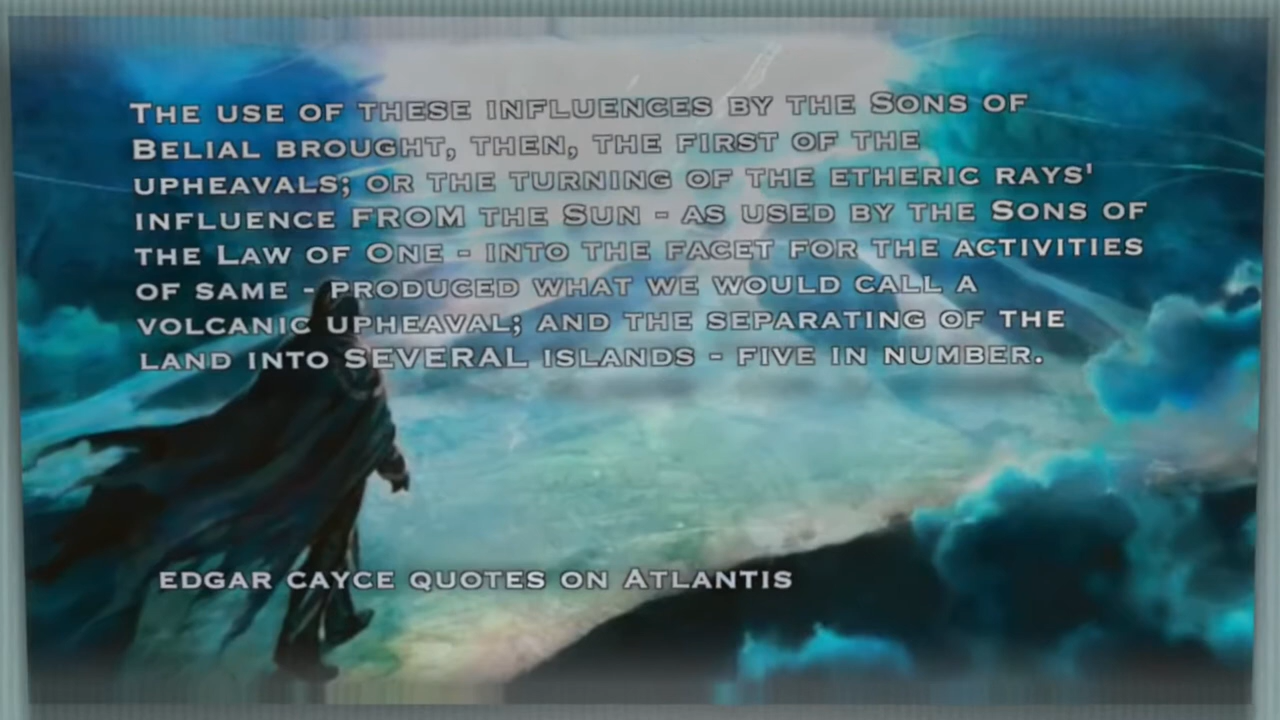 The use of these influences by the Sons of
Belial brought, then, the first of the
upheavals; or the turning of the etheric rays'
influence FROM the Sun - as used by the Sons of
the Law of One - into the facet for the activities
of same - produced what we would call a
volcanic upheaval; and the separating of the
land into SEVERAL islands - five in number.
edgar cayce quotes on Atlantis